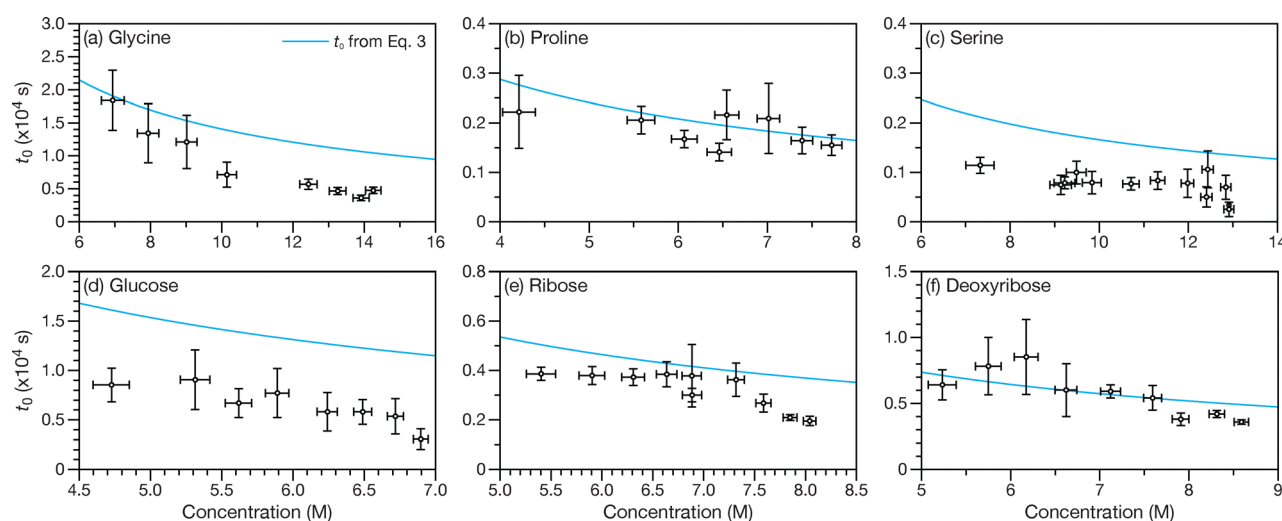 (a) Glycine
t₀ from Eq. 3
t₀ (x10⁴ s)
3.0
2.5
2.0
1.5
1.0
0.5
0
6 8 10 12 14 16
(b) Proline
0.4
0.3
0.2
0.1
0
4 5 6 7 8
(c) Serine
0.4
0.3
0.2
0.1
0
6 8 10 12 14
(d) Glucose
t₀ (x10⁴ s)
2.0
1.5
1.0
0.5
0
4.5 5.0 5.5 6.0 6.5 7.0
Concentration (M)
(e) Ribose
0.8
0.6
0.4
0.2
0
5.0 5.5 6.0 6.5 7.0 7.5 8.0 8.5
Concentration (M)
(f) Deoxyribose
1.5
1.0
0.5
0
5 6 7 8 9
Concentration (M)